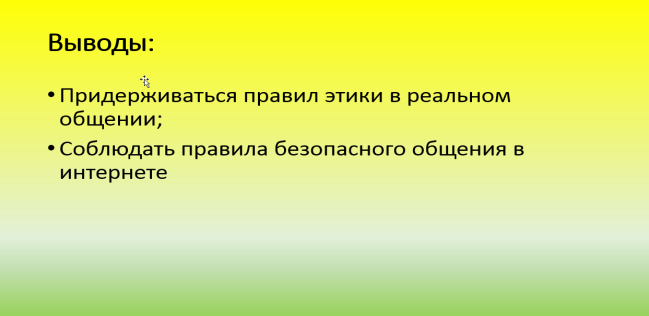 Выводы:
• Придерживаться правил этики в реальном
общении;
• Соблюдать правила безопасного общения в
интернете